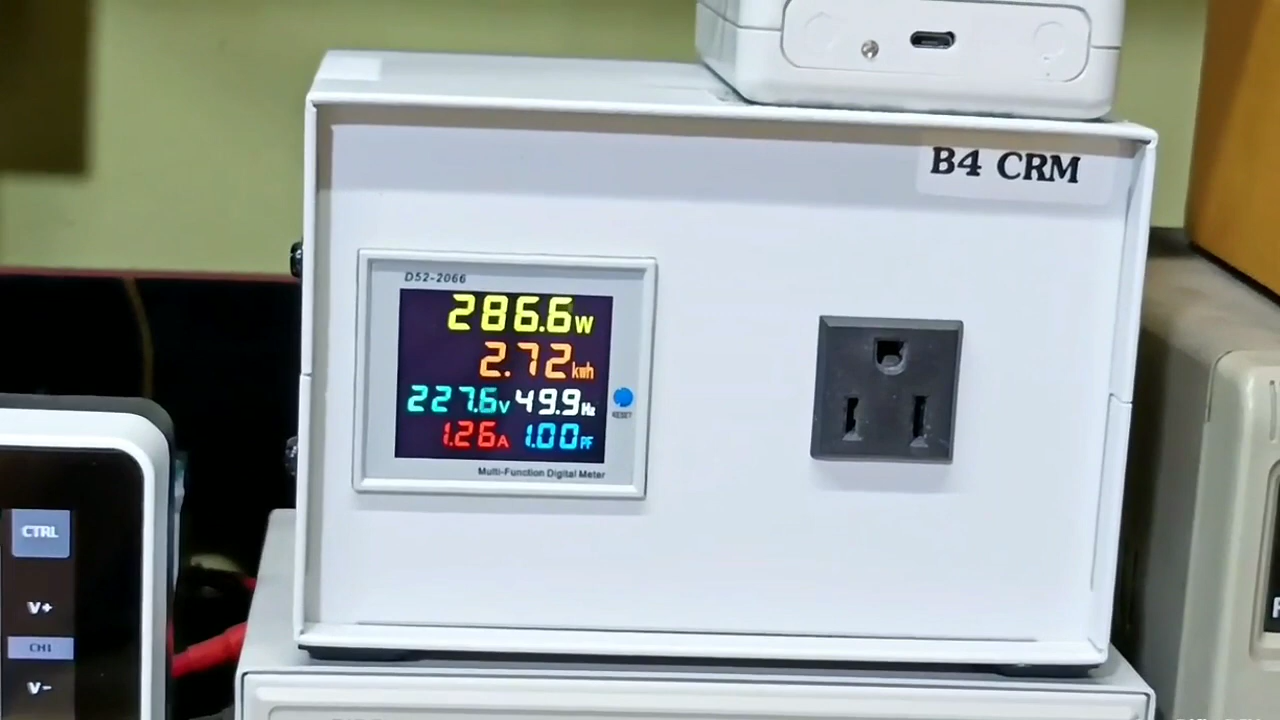 B4 CRM
D52-2066
286.6W
2.72kwh
227.6V 49.9Hz
1.26A 1.00PF
RESET
Multi-Function Digital Meter
CTRL
V+
CH1
V-